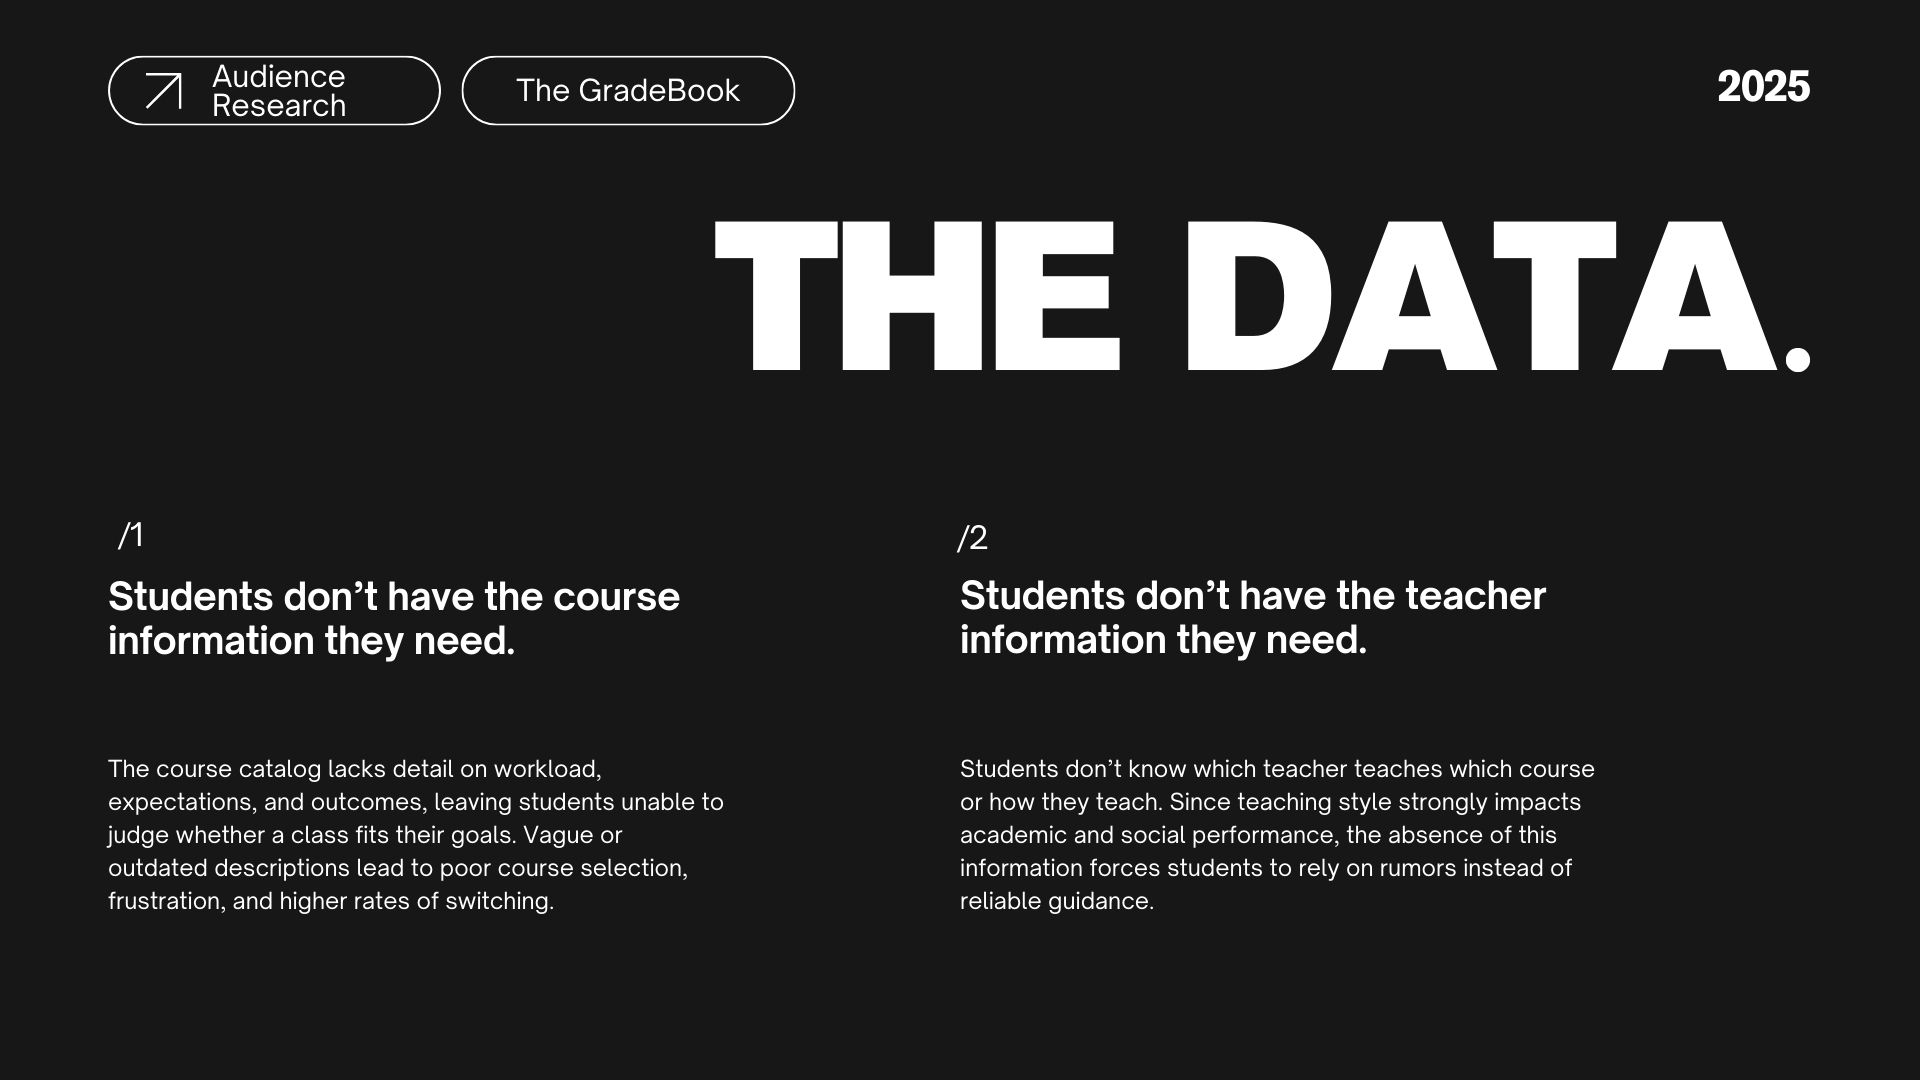 Audience
Research
The GradeBook
2025
THE DATA.
/1
Students don’t have the course
information they need.
The course catalog lacks detail on workload,
expectations, and outcomes, leaving students unable to
judge whether a class fits their goals. Vague or
outdated descriptions lead to poor course selection,
frustration, and higher rates of switching.
/2
Students don’t have the teacher
information they need.
Students don’t know which teacher teaches which course
or how they teach. Since teaching style strongly impacts
academic and social performance, the absence of this
information forces students to rely on rumors instead of
reliable guidance.